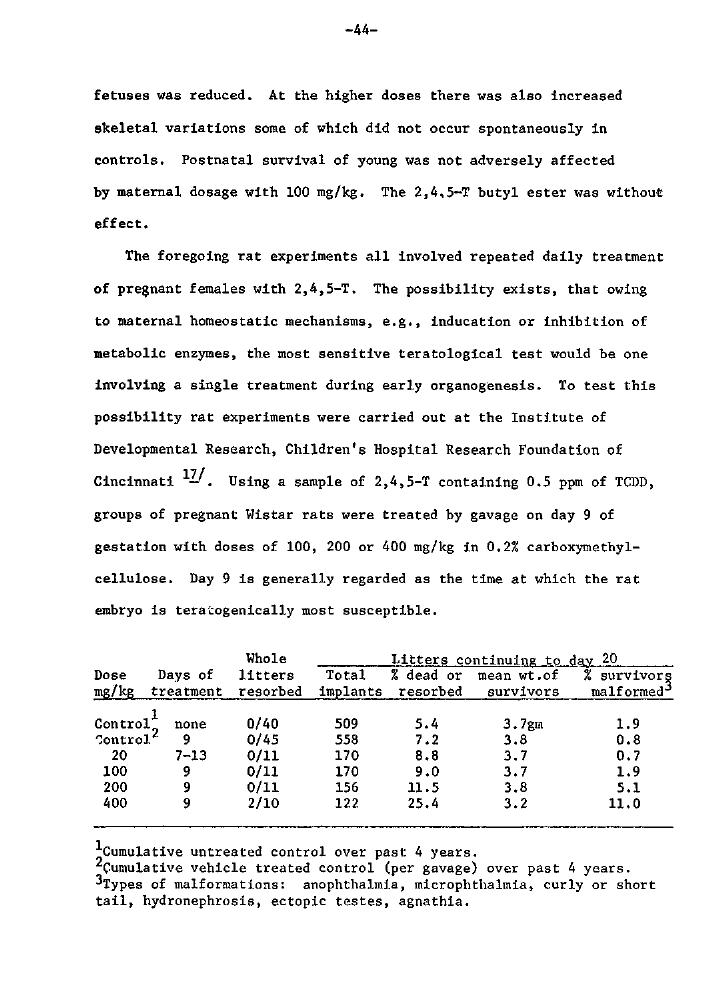 -44-
fetuses was reduced. At the higher doses there was also increased
skeletal variations some of which did not occur spontaneously in
controls. Postnatal survival of young was not adversely affected
by maternal dosage with 100 mg/kg. The 2,4,5-T butyl ester was without
effect.
The foregoing rat experiments all involved repeated daily treatment
of pregnant females with 2,4,5-T. The possibility exists, that owing
to maternal homeostatic mechanisms, e.g., inducation or inhibition of
metabolic enzymes, the most sensitive teratological test would be one
involving a single treatment during early organogenesis. To test this
possibility rat experiments were carried out at the Institute of
Developmental Research, Children's Hospital Research Foundation of
Cincinnati 17/. Using a sample of 2,4,5-T containing 0.5 ppm of TCDD,
groups of pregnant Wistar rats were treated by gavage on day 9 of
gestation with doses of 100, 200 or 400 mg/kg in 0.2% carboxymethyl-
cellulose. Day 9 is generally regarded as the time at which the rat
embryo is teratogenically most susceptible.
Whole Litters continuing to day 20
Dose Days of litters Total % dead or mean wt.of % survivors
mg/kg treatment resorbed implants resorbed survivors malformed3
Control1 none 0/40 509 5.4 3.7gm 1.9
Control2 9 0/45 558 7.2 3.8 0.8
20 7-13 0/11 170 8.8 3.7 0.7
100 9 0/11 170 9.0 3.7 1.9
200 9 0/11 156 11.5 3.8 5.1
400 9 2/10 122 25.4 3.2 11.0
1Cumulative untreated control over past 4 years.
2Cumulative vehicle treated control (per gavage) over past 4 years.
3Types of malformations: anophthalmia, microphthalmia, curly or short
tail, hydronephrosis, ectopic testes, agnathia.